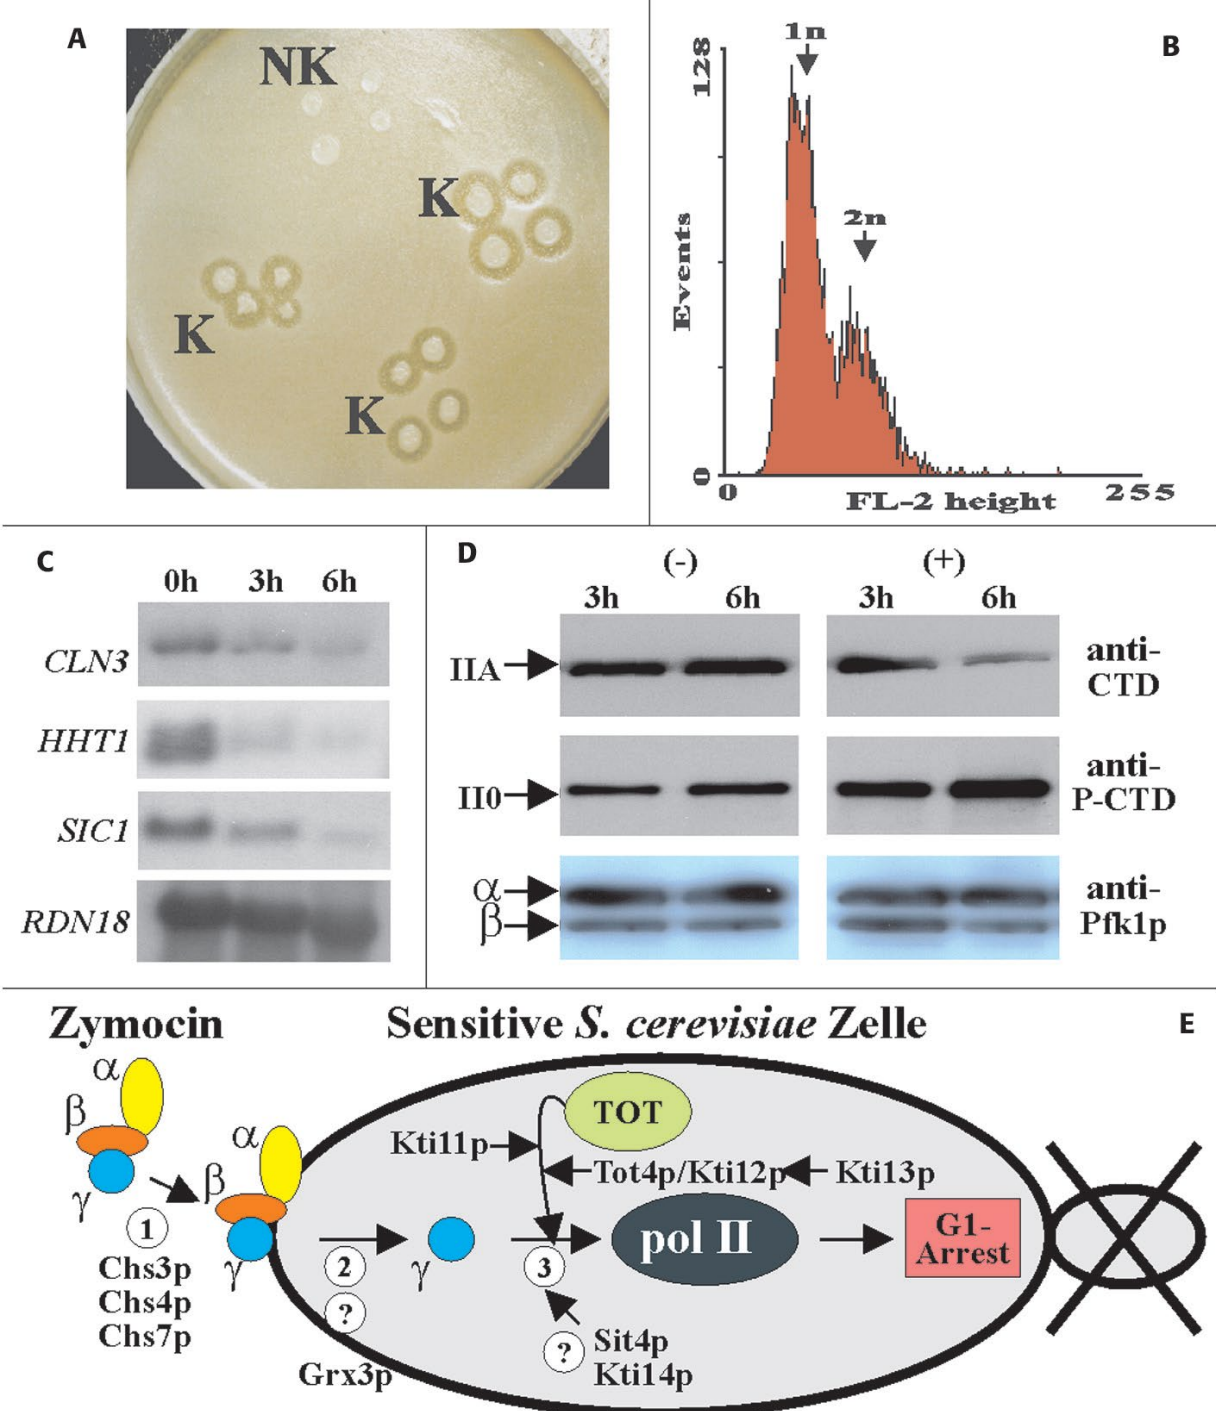 A
NK
K
K
K
B
1n
2n
128
Events
0
0
FL-2 height
255
C
0h 3h 6h
CLN3
HHT1
SIC1
RDN18
D
(-) (+)
3h 6h 3h 6h
IIA
anti-
CTD
II0
anti-
P-CTD
α
β
anti-
Pfk1p
E
Zymocin
Sensitive S. cerevisiae Zelle
α
β
γ
α
β
γ
1
Chs3p
Chs4p
Chs7p
2
?
Grx3p
γ
TOT
Kti11p
Tot4p/Kti12p
Kti13p
3
pol II
G1-
Arrest
?
Sit4p
Kti14p